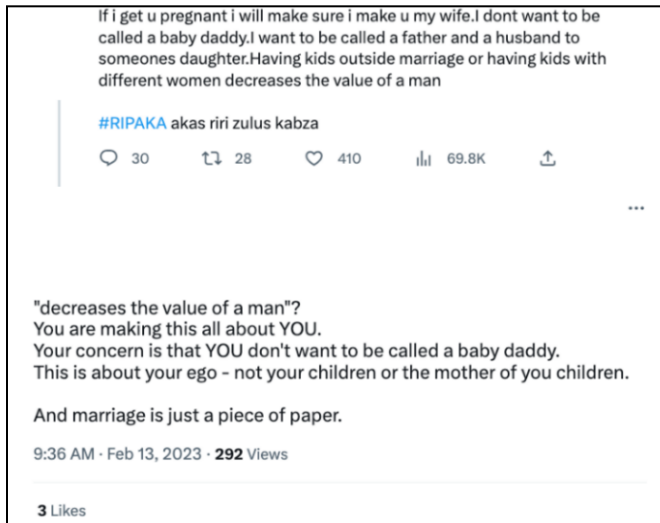 If i get u pregnant i will make sure i make u my wife.I dont want to be
called a baby daddy.I want to be called a father and a husband to
someones daughter.Having kids outside marriage or having kids with
different women decreases the value of a man
#RIPAKA akas riri zulus kabza
30 28 410 69.8K
"decreases the value of a man"?
You are making this all about YOU.
Your concern is that YOU don't want to be called a baby daddy.
This is about your ego - not your children or the mother of you children.
And marriage is just a piece of paper.
9:36 AM · Feb 13, 2023 · 292 Views
3 Likes